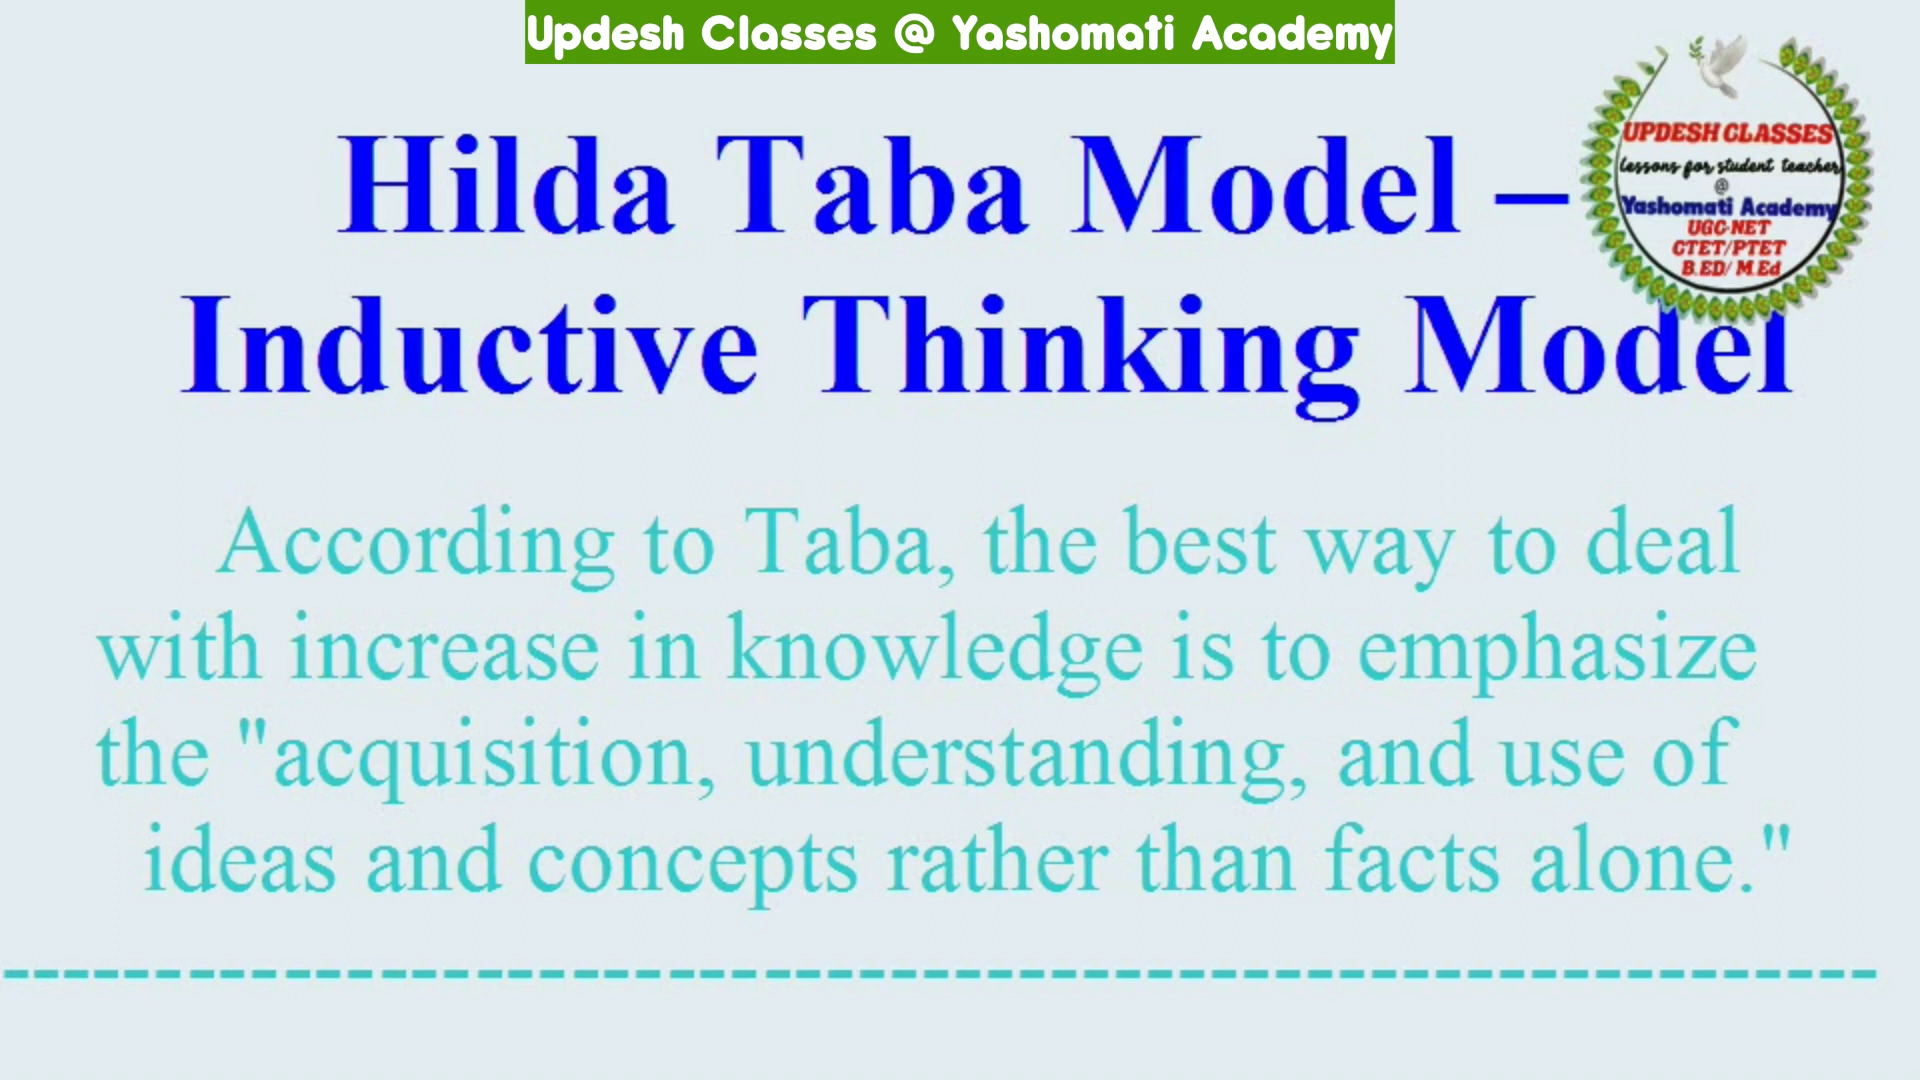 Updesh Classes @ Yashomati Academy
UPDESH CLASSES
lessons for student teacher
@
Yashomati Academy
UGC-NET
CTET/PTET
B.ED/ M.Ed
Hilda Taba Model –
Inductive Thinking Model
According to Taba, the best way to deal
with increase in knowledge is to emphasize
the "acquisition, understanding, and use of
ideas and concepts rather than facts alone."